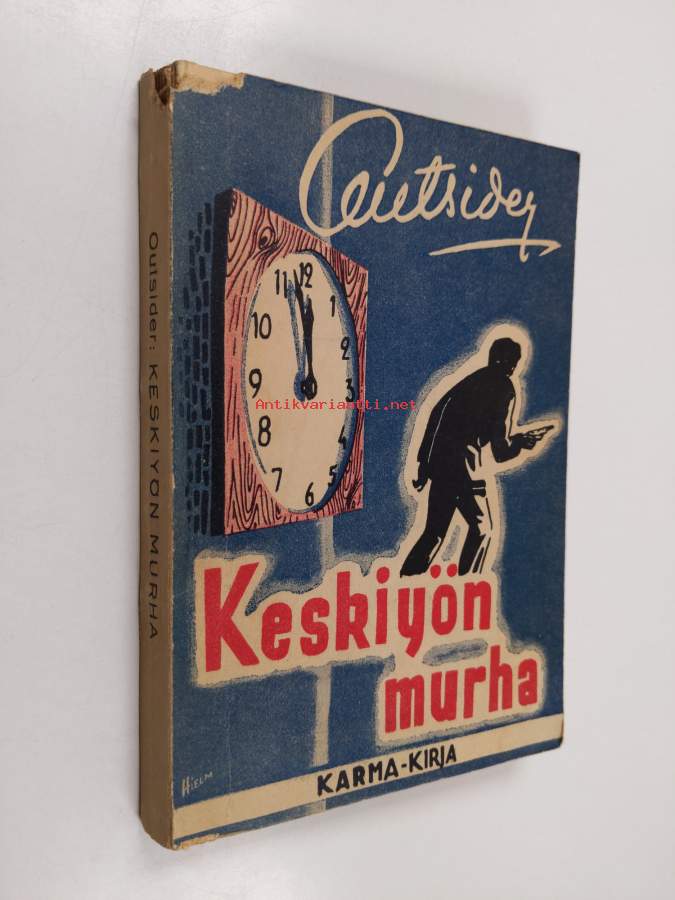 Outsider: KESKIYÖN MURHA
Outsider
11 12
1
10
2
9
3
8
4
7
5
6
Antikvariaatti.net
Keskiyön
murha
HIELM
KARMA-KIRJA